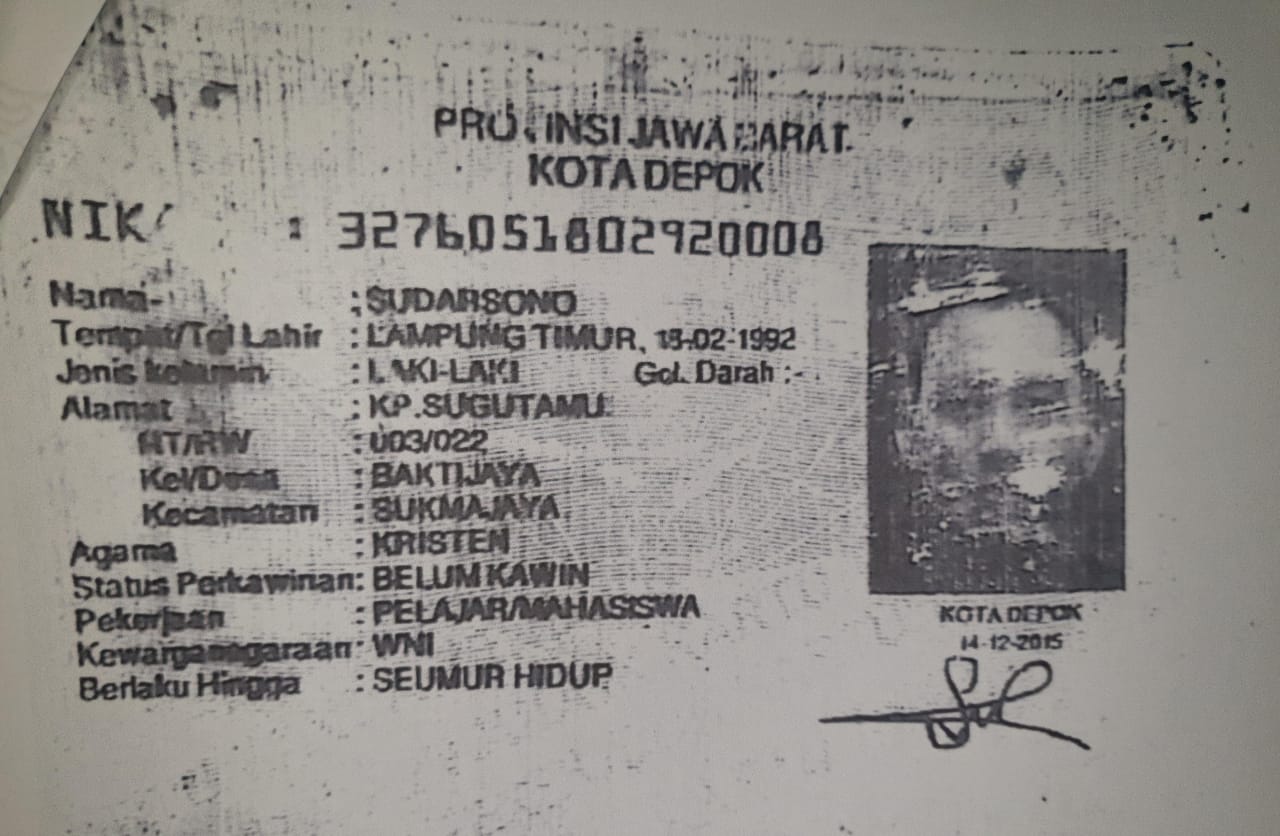 PROVINSI JAWA BARAT
KOTA DEPOK
NIK : 3276051802920008
Nama : SUDARSONO
Tempat/Tgl Lahir : LAMPUNG TIMUR, 18-02-1992
Jenis kelamin : LAKI-LAKI Gol. Darah :-
Alamat : KP.SUGUTAMU
RT/RW : 003/022
Kel/Desa : BAKTIJAYA
Kecamatan : SUKMAJAYA
Agama : KRISTEN
Status Perkawinan: BELUM KAWIN
Pekerjaan : PELAJAR/MAHASISWA
Kewarganegaraan: WNI
Berlaku Hingga : SEUMUR HIDUP
KOTA DEPOK
14-12-2015